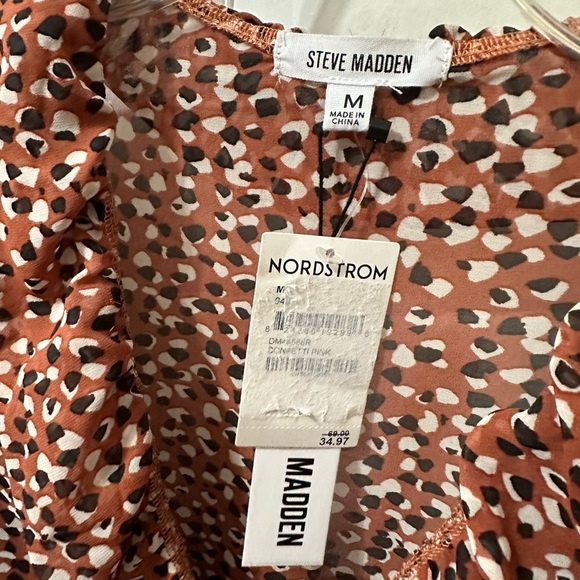 STEVE MADDEN
M
MADE IN
CHINA
NORDSTROM
CONFETTI PINK
69.00
34.97
MADDEN